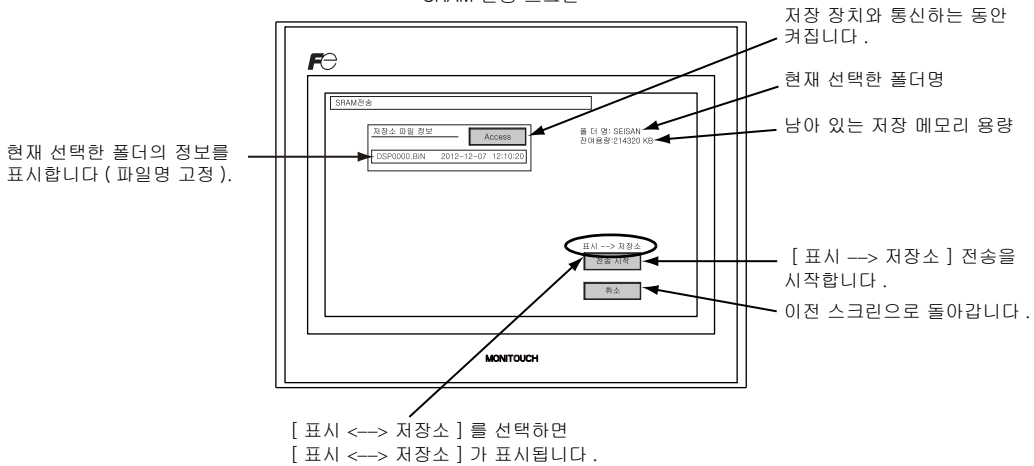 SRAM 전송 스크린
저장 장치와 통신하는 동안
켜집니다 .
현재 선택한 폴더명
남아 있는 저장 메모리 용량
현재 선택한 폴더의 정보를
표시합니다 ( 파일명 고정 ).
Fe
SRAM전송
저장소 파일 정보
Access
DSP0000.BIN 2012-12-07 12:10:20
폴 더 명: SEISAN
잔여용량:214320 KB
표시 --> 저장소
전송 시작
취소
[ 표시 --> 저장소 ] 전송을
시작합니다 .
이전 스크린으로 돌아갑니다 .
MONITOUCH
[ 표시 <--> 저장소 ] 를 선택하면
[ 표시 <--> 저장소 ] 가 표시됩니다 .